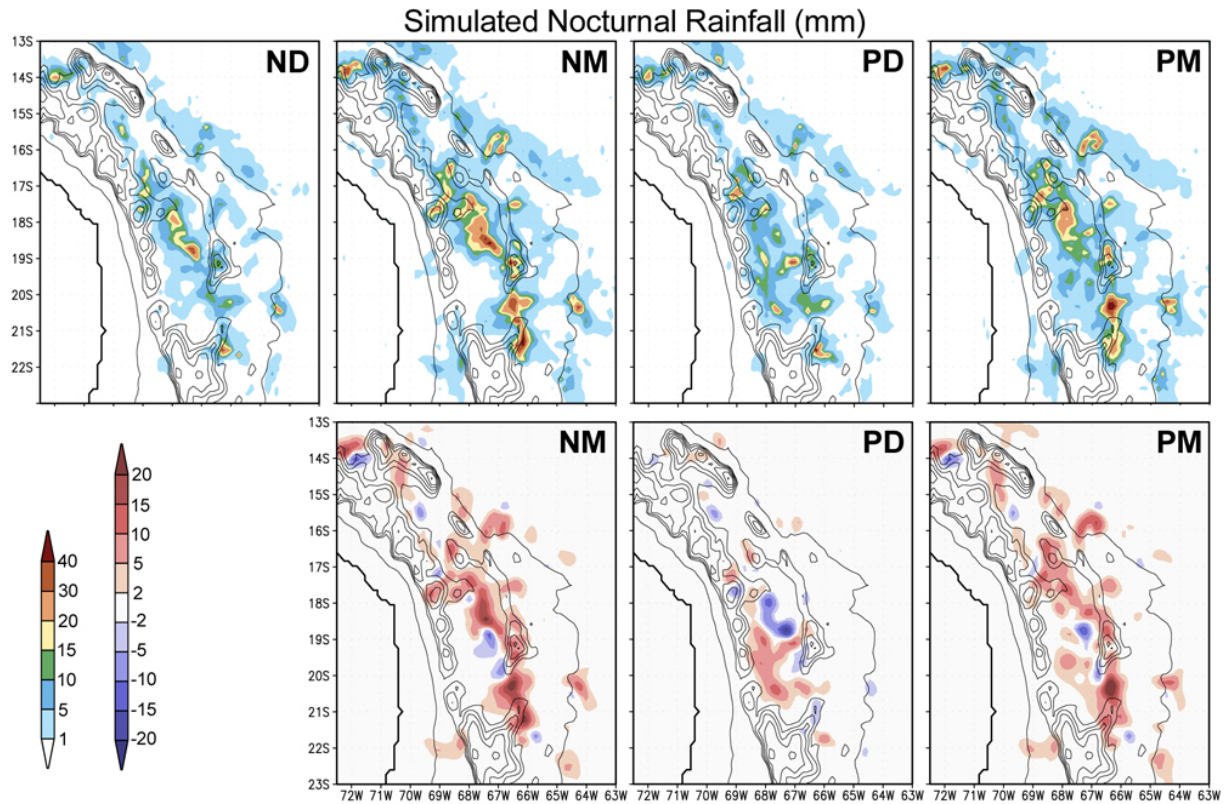 Simulated Nocturnal Rainfall (mm)
ND
NM
PD
PM
13S
14S
15S
16S
17S
18S
19S
20S
21S
22S
NM
PD
PM
13S
14S
15S
16S
17S
18S
19S
20S
21S
22S
23S
72W 71W 70W 69W 68W 67W 66W 65W 64W 63W
72W 71W 70W 69W 68W 67W 66W 65W 64W 63W
72W 71W 70W 69W 68W 67W 66W 65W 64W 63W
40
30
20
15
10
5
1
20
15
10
5
2
-2
-5
-10
-15
-20